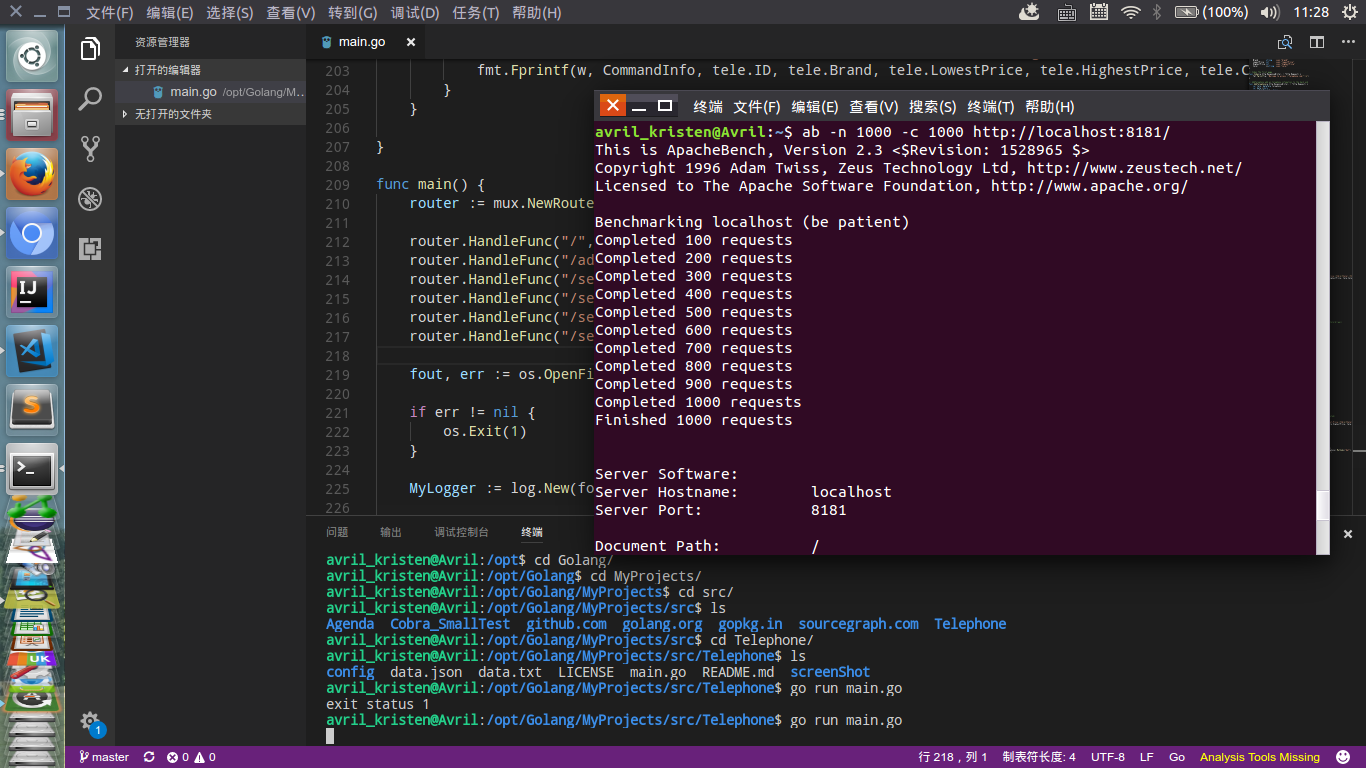 文件(F) 编辑(E) 选择(S) 查看(V) 转到(G) 调试(D) 任务(T) 帮助(H)
(100%) 11:28
资源管理器
打开的编辑器
main.go /opt/Golang/M...
无打开的文件夹
main.go
203 fmt.Fprintf(w, CommandInfo, tele.ID, tele.Brand, tele.LowestPrice, tele.HighestPrice, tele.C
204 }
205 }
206
207 }
208
209 func main() {
210 router := mux.NewRoute
211
212 router.HandleFunc("/",
213 router.HandleFunc("/ad
214 router.HandleFunc("/se
215 router.HandleFunc("/se
216 router.HandleFunc("/se
217 router.HandleFunc("/se
218
219 fout, err := os.OpenFi
220
221 if err != nil {
222 os.Exit(1)
223 }
224
225 MyLogger := log.New(fo
226
终端 文件(F) 编辑(E) 查看(V) 搜索(S) 终端(T) 帮助(H)
avril_kristen@Avril:~$ ab -n 1000 -c 1000 http://localhost:8181/
This is ApacheBench, Version 2.3 <$Revision: 1528965 $>
Copyright 1996 Adam Twiss, Zeus Technology Ltd, http://www.zeustech.net/
Licensed to The Apache Software Foundation, http://www.apache.org/
Benchmarking localhost (be patient)
Completed 100 requests
Completed 200 requests
Completed 300 requests
Completed 400 requests
Completed 500 requests
Completed 600 requests
Completed 700 requests
Completed 800 requests
Completed 900 requests
Completed 1000 requests
Finished 1000 requests
Server Software:
Server Hostname: localhost
Server Port: 8181
Document Path: /
问题 输出 调试控制台 终端
avril_kristen@Avril:/opt$ cd Golang/
avril_kristen@Avril:/opt/Golang$ cd MyProjects/
avril_kristen@Avril:/opt/Golang/MyProjects$ cd src/
avril_kristen@Avril:/opt/Golang/MyProjects/src$ ls
Agenda Cobra_SmallTest github.com golang.org gopkg.in sourcegraph.com Telephone
avril_kristen@Avril:/opt/Golang/MyProjects/src$ cd Telephone/
avril_kristen@Avril:/opt/Golang/MyProjects/src/Telephone$ ls
config data.json data.txt LICENSE main.go README.md screenShot
avril_kristen@Avril:/opt/Golang/MyProjects/src/Telephone$ go run main.go
exit status 1
avril_kristen@Avril:/opt/Golang/MyProjects/src/Telephone$ go run main.go
IJ
S
UK
1
master 0 0 行 218，列 1 制表符长度: 4 UTF-8 LF Go Analysis Tools Missing